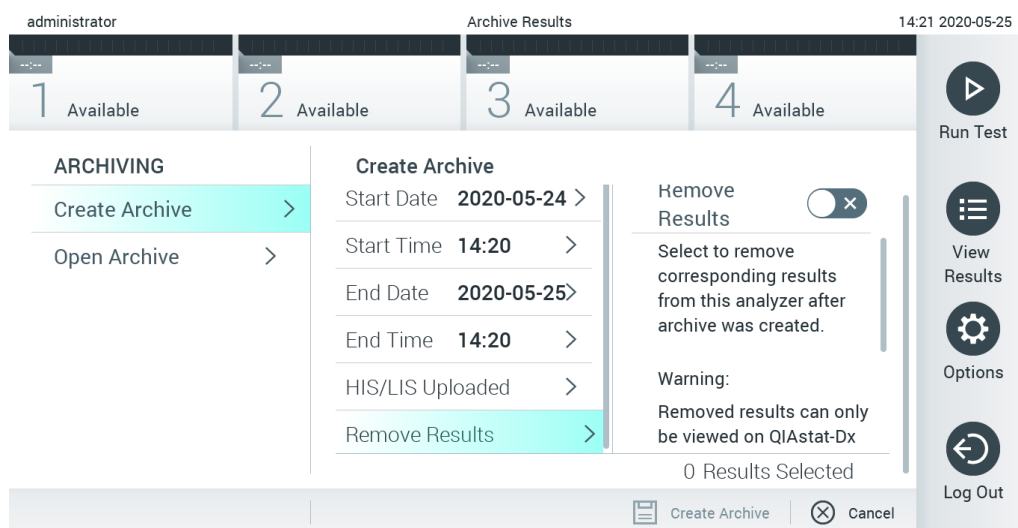 administrator
Archive Results
14:21 2020-05-25
--:--
1 Available
--:--
2 Available
--:--
3 Available
--:--
4 Available
Run Test
View
Results
Options
Log Out
ARCHIVING
Create Archive
Open Archive
Create Archive
Start Date 2020-05-24
Start Time 14:20
End Date 2020-05-25
End Time 14:20
HIS/LIS Uploaded
Remove Results
Remove
Results
Select to remove
corresponding results
from this analyzer after
archive was created.
Warning:
Removed results can only
be viewed on QIAstat-Dx
0 Results Selected
Create Archive
Cancel